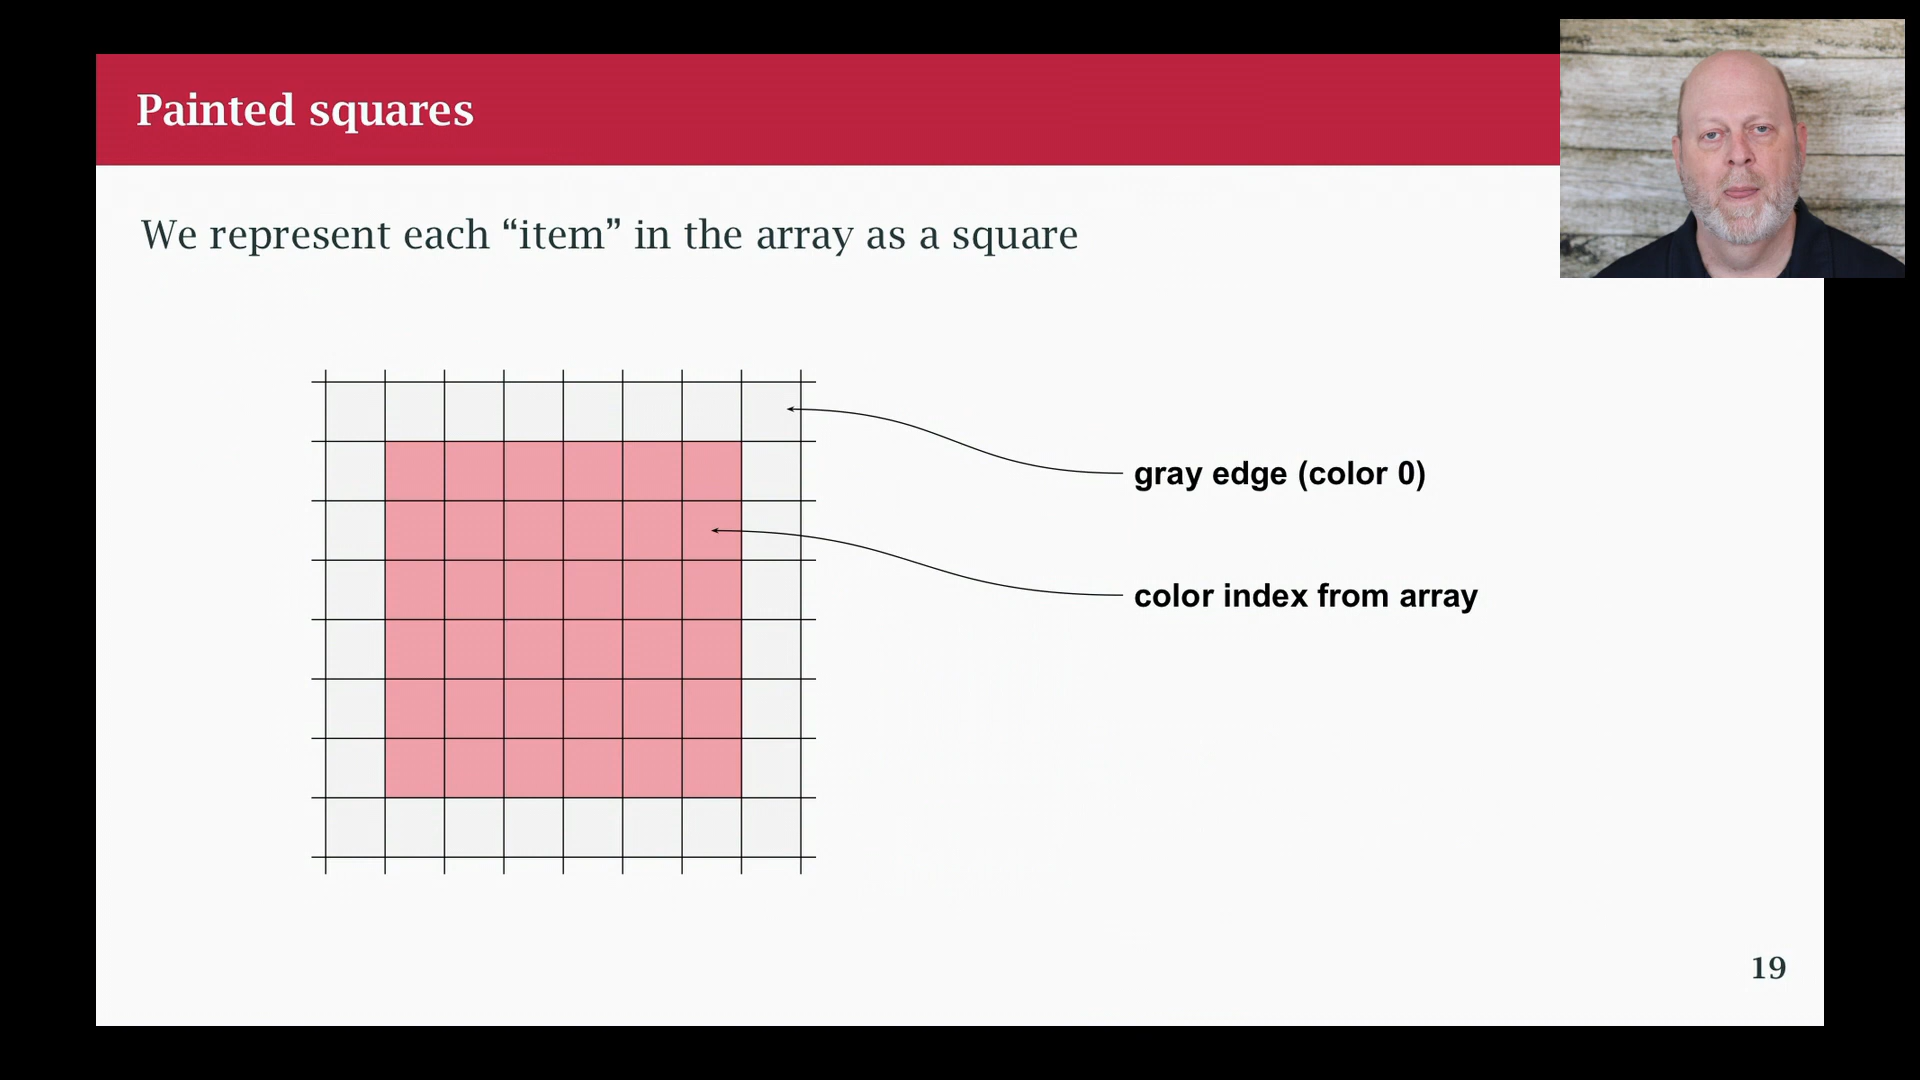 Painted squares
We represent each “item” in the array as a square
gray edge (color 0)
color index from array
19